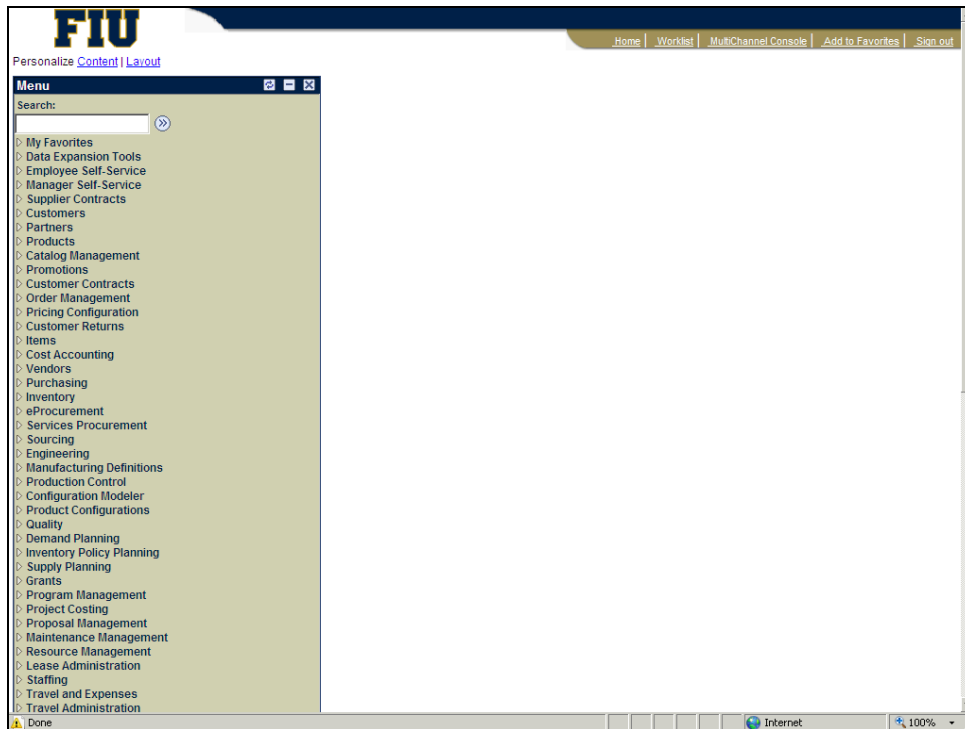 FIU
Home | Worklist | MultiChannel Console | Add to Favorites | Sign out
Personalize Content | Layout
Menu
Search:
My Favorites
Data Expansion Tools
Employee Self-Service
Manager Self-Service
Supplier Contracts
Customers
Partners
Products
Catalog Management
Promotions
Customer Contracts
Order Management
Pricing Configuration
Customer Returns
Items
Cost Accounting
Vendors
Purchasing
Inventory
eProcurement
Services Procurement
Sourcing
Engineering
Manufacturing Definitions
Production Control
Configuration Modeler
Product Configurations
Quality
Demand Planning
Inventory Policy Planning
Supply Planning
Grants
Program Management
Project Costing
Proposal Management
Maintenance Management
Resource Management
Lease Administration
Staffing
Travel and Expenses
Travel Administration
Done Internet 100%